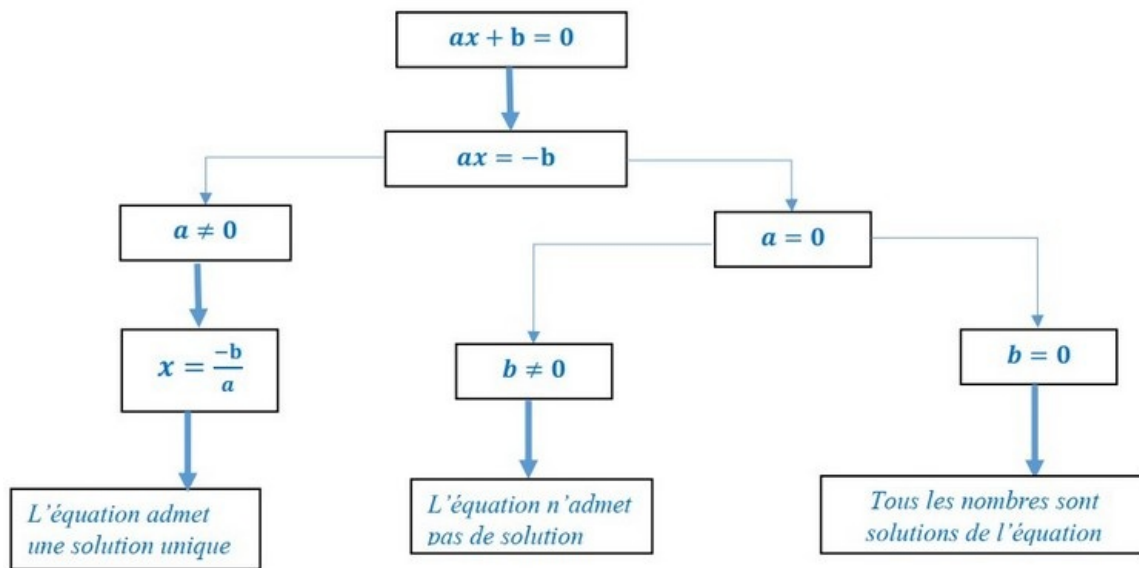 ax + b = 0
ax = −b
a ≠ 0
a = 0
x = −b/a
b ≠ 0
b = 0
L'équation admet
une solution unique
L'équation n'admet
pas de solution
Tous les nombres sont
solutions de l'équation